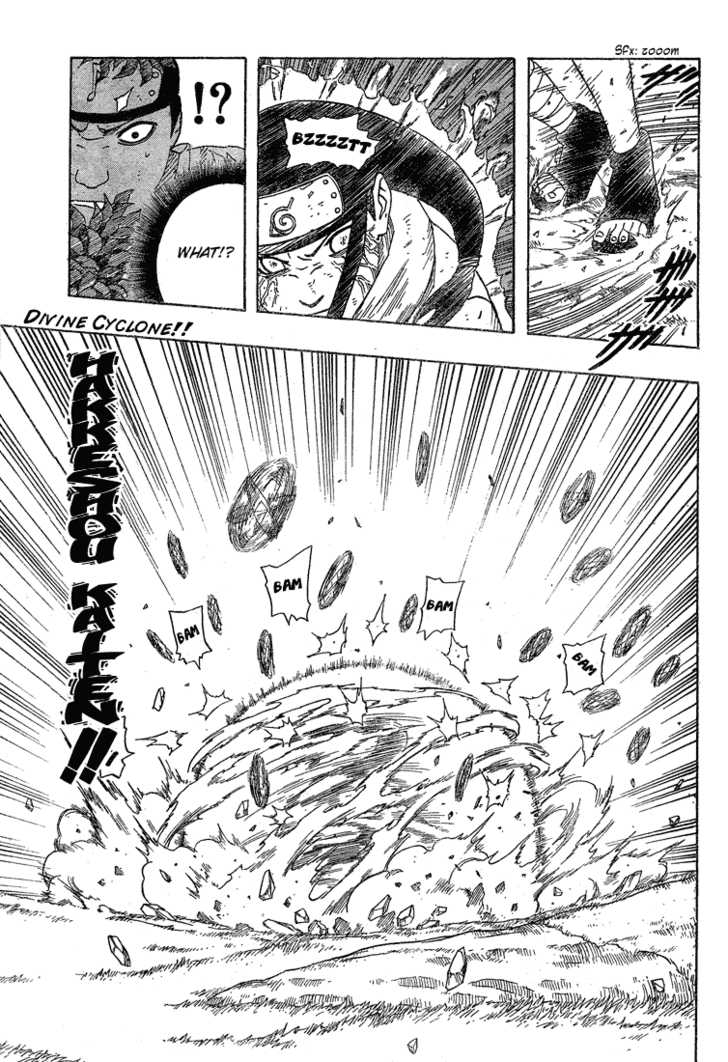 Sfx: zooom
BZZZZTT
!?
WHAT!?
DIVINE CYCLONE!!
HAKKESHOU KAITEN!!
BAM
BAM
BAM
BAM